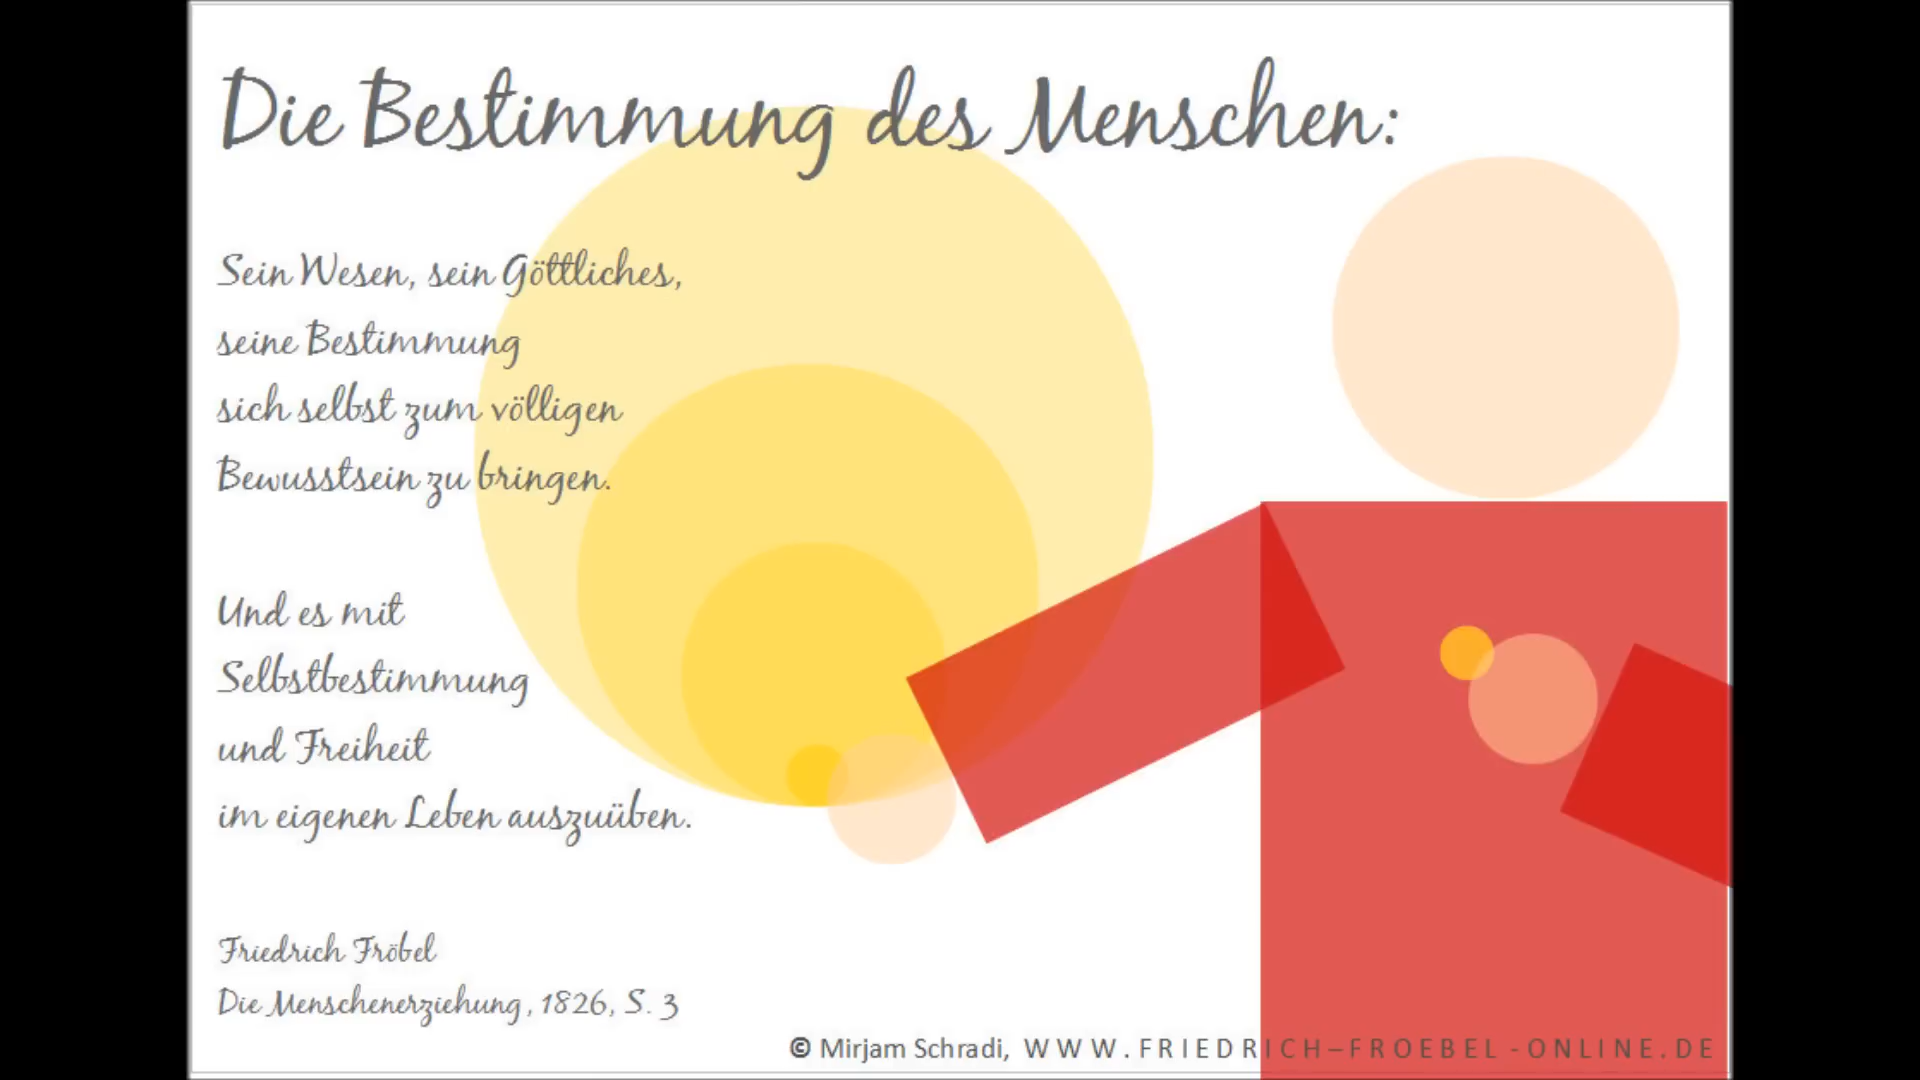 Die Bestimmung des Menschen:
Sein Wesen, sein Göttliches,
seine Bestimmung
sich selbst zum völligen
Bewusstsein zu bringen.
Und es mit
Selbstbestimmung
und Freiheit
im eigenen Leben auszuüben.
Friedrich Fröbel
Die Menschenerziehung, 1826, S. 3
© Mirjam Schradi, WWW.FRIEDRICH–FROEBEL-ONLINE.DE